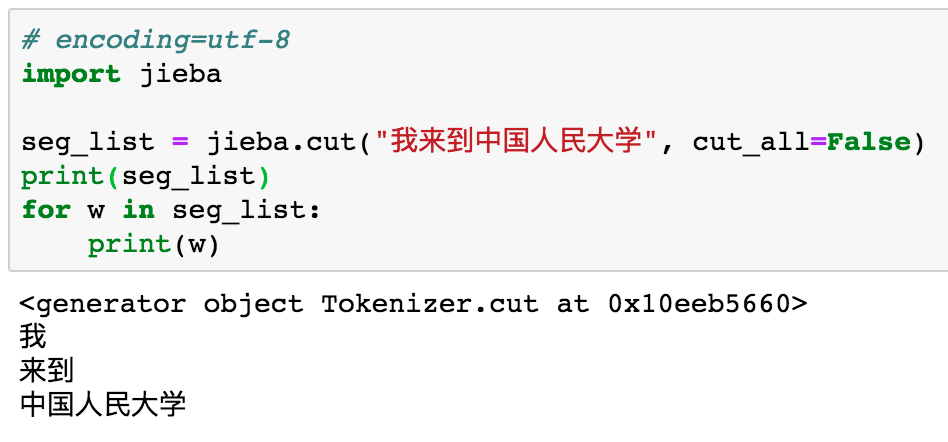 # encoding=utf-8
import jieba

seg_list = jieba.cut("我来到中国人民大学", cut_all=False)
print(seg_list)
for w in seg_list:
    print(w)
<generator object Tokenizer.cut at 0x10eeb5660>
我
来到
中国人民大学